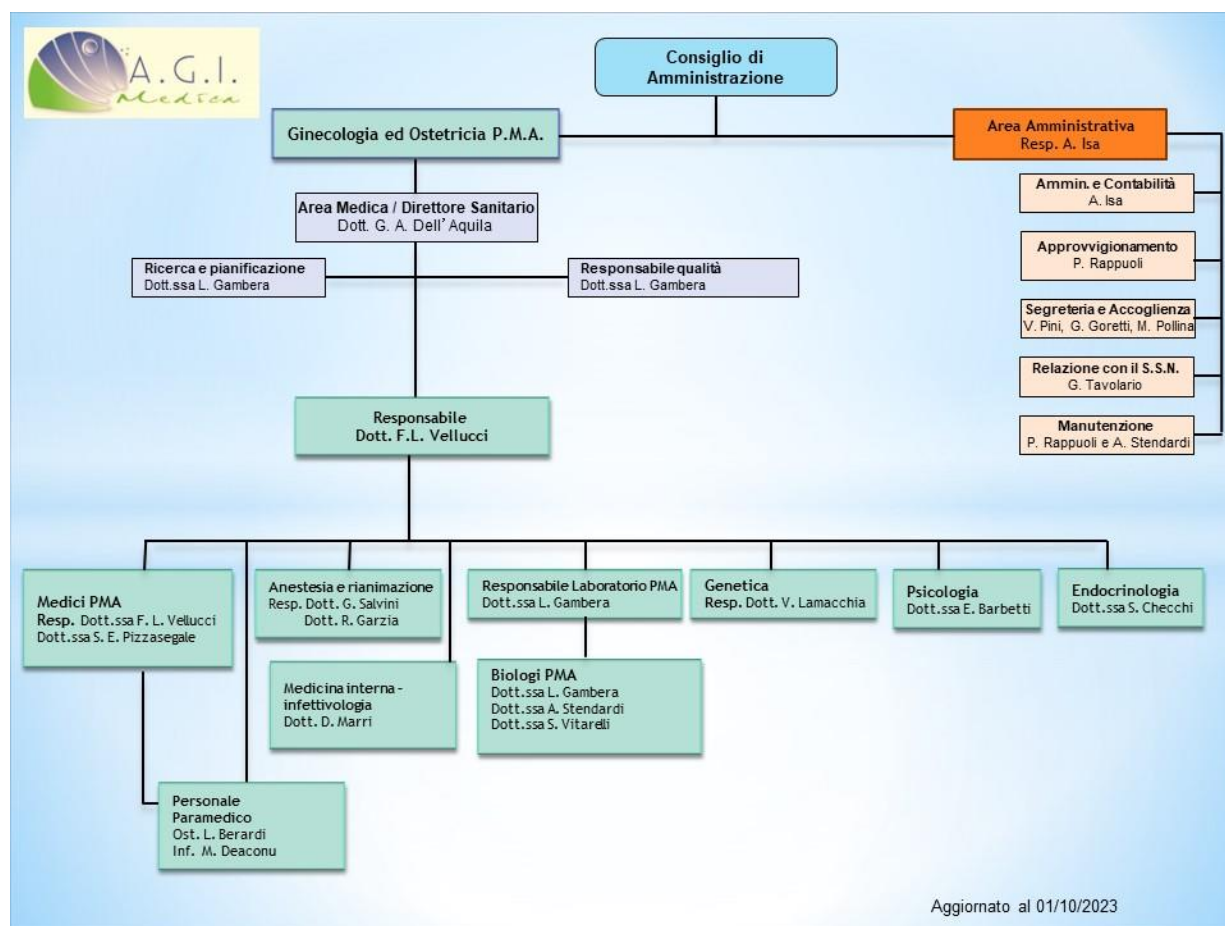 A.G.I.
Medica
Consiglio di
Amministrazione
Ginecologia ed Ostetricia P.M.A.
Area Amministrativa
Resp. A. Isa
Ammin. e Contabilità
A. Isa
Area Medica / Direttore Sanitario
Dott. G. A. Dell’ Aquila
Approvvigionamento
P. Rappuoli
Ricerca e pianificazione
Dott.ssa L. Gambera
Responsabile qualità
Dott.ssa L. Gambera
Segreteria e Accoglienza
V. Pini, G. Goretti, M. Pollina
Relazione con il S.S.N.
G. Tavolario
Responsabile
Dott. F.L. Vellucci
Manutenzione
P. Rappuoli e A. Stendardi
Medici PMA
Resp. Dott.ssa F. L. Vellucci
Dott.ssa S. E. Pizzasegale
Anestesia e rianimazione
Resp. Dott. G. Salvini
Dott. R. Garzia
Responsabile Laboratorio PMA
Dott.ssa L. Gambera
Genetica
Resp. Dott. V. Lamacchia
Psicologia
Dott.ssa E. Barbetti
Endocrinologia
Dott.ssa S. Checchi
Medicina interna -
infettivologia
Dott. D. Marri
Biologi PMA
Dott.ssa L. Gambera
Dott.ssa A. Stendardi
Dott.ssa S. Vitarelli
Personale
Paramedico
Ost. L. Berardi
Inf. M. Deaconu
Aggiornato al 01/10/2023